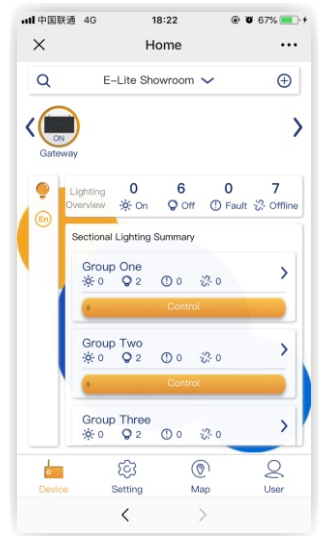 中国联通 4G 18:22 67%
Home
E-Lite Showroom
ON
Gateway
Lighting Overview
0 6 0 7
On Off Fault Offline
En
Sectional Lighting Summary
Group One
0 2 0 0
Control
Group Two
0 2 0 0
Control
Group Three
0 2 0 0
Device Setting Map User